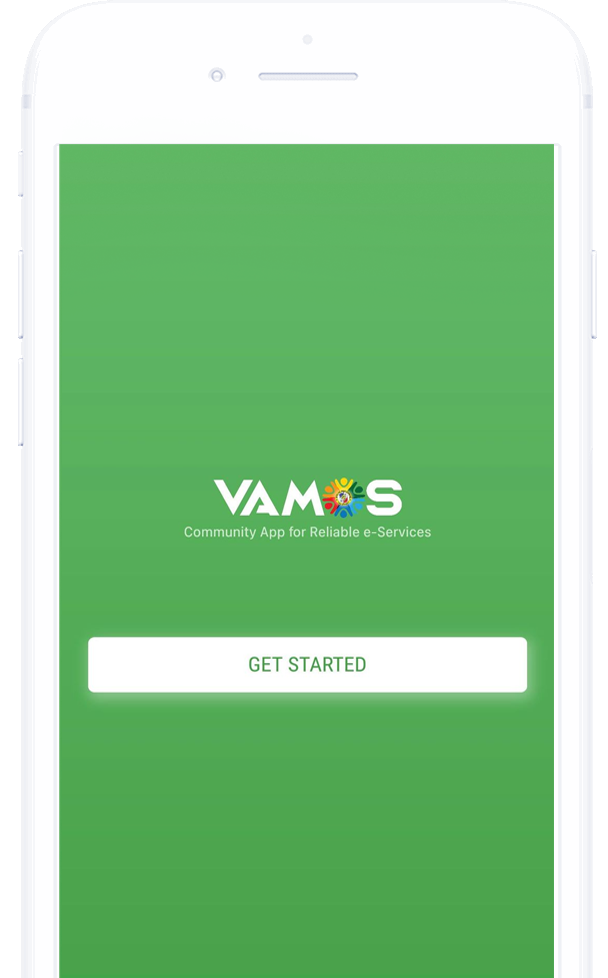 VAMOS
Community App for Reliable e-Services
GET STARTED